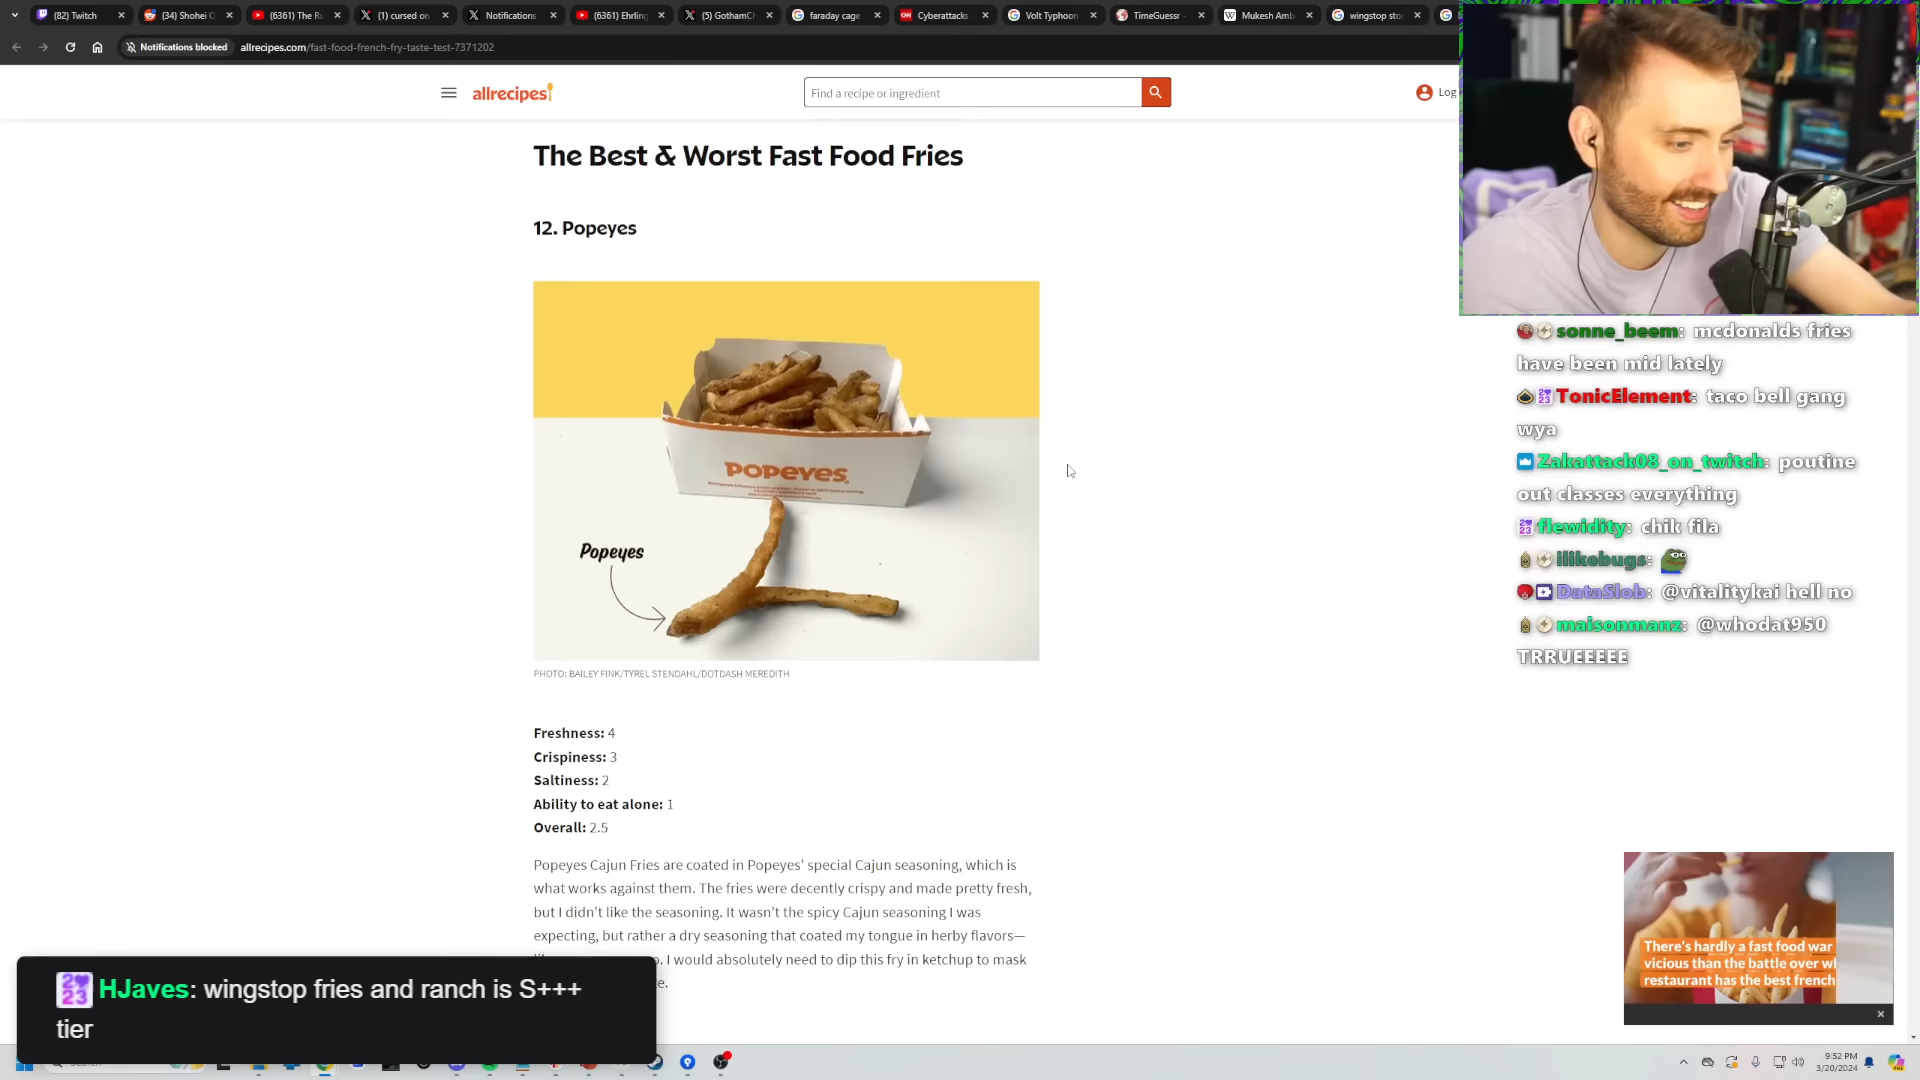 (82) Twitch
(34) Shohei O
(6361) The Ru
(1) cursed on
Notifications
(6361) Ehrling
(5) GothamCh
faraday cage
Cyberattacks
Volt Typhoon
TimeGuessr
Mukesh Amb
wingstop sto
Notifications blocked
allrecipes.com/fast-food-french-fry-taste-test-7371202
allrecipes
Find a recipe or ingredient
Log
The Best & Worst Fast Food Fries
12. Popeyes
POPEYES
Popeyes
PHOTO: BAILEY FINK/TYREL STENDAHL/DOTDASH MEREDITH
Freshness: 4
Crispiness: 3
Saltiness: 2
Ability to eat alone: 1
Overall: 2.5
Popeyes Cajun Fries are coated in Popeyes' special Cajun seasoning, which is
what works against them. The fries were decently crispy and made pretty fresh,
but I didn't like the seasoning. It wasn't the spicy Cajun seasoning I was
expecting, but rather a dry seasoning that coated my tongue in herby flavors—
I would absolutely need to dip this fry in ketchup to mask
HJaves: wingstop fries and ranch is S+++
tier
sonne_beem: mcdonalds fries
have been mid lately
TonicElement: taco bell gang
wya
Zakattack08_on_twitch: poutine
out classes everything
flewidity: chik fila
ilikebugs:
DataSlob: @vitalitykai hell no
maisonmanz: @whodat950
TRRUEEEEE
There's hardly a fast food war
vicious than the battle over wh
restaurant has the best french
9:52 PM
3/20/2024